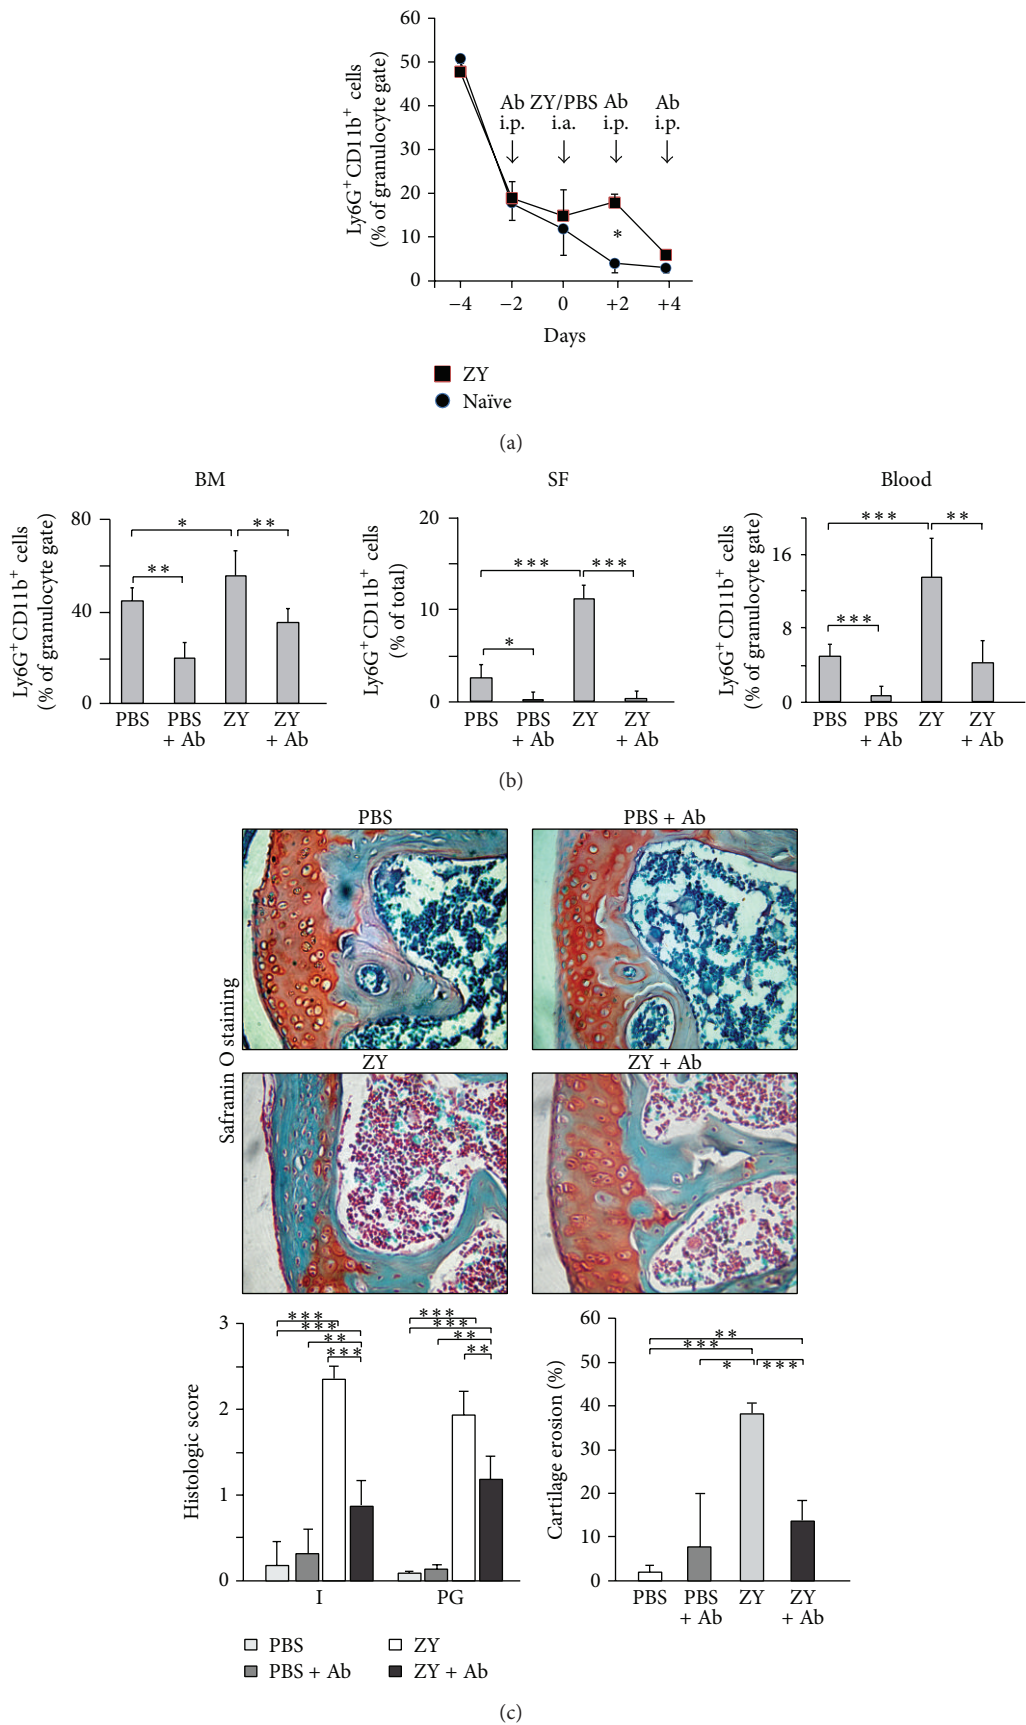 60
50
40
30
20
10
0
Ly6G+CD11b+ cells
(% of granulocyte gate)
Ab ZY/PBS Ab Ab
i.p. i.a. i.p. i.p.
*
−4 −2 0 +2 +4
Days
ZY
Naïve
(a)
BM
Ly6G+CD11b+ cells
(% of granulocyte gate)
80
40
0
* **
**
PBS PBS ZY ZY
+ Ab + Ab
SF
Ly6G+CD11b+ cells
(% of total)
20
10
0
*** ***
*
PBS PBS ZY ZY
+ Ab + Ab
Blood
Ly6G+CD11b+ cells
(% of granulocyte gate)
16
8
0
*** **
***
PBS PBS ZY ZY
+ Ab + Ab
(b)
Safranin O staining
PBS PBS + Ab
ZY ZY + Ab
Histologic score
3
2
1
0
*** ***
*** ***
** **
*** **
I PG
PBS ZY
PBS + Ab ZY + Ab
Cartilage erosion (%)
60
50
40
30
20
10
0
**
***
* ***
PBS PBS ZY ZY
+ Ab + Ab
(c)